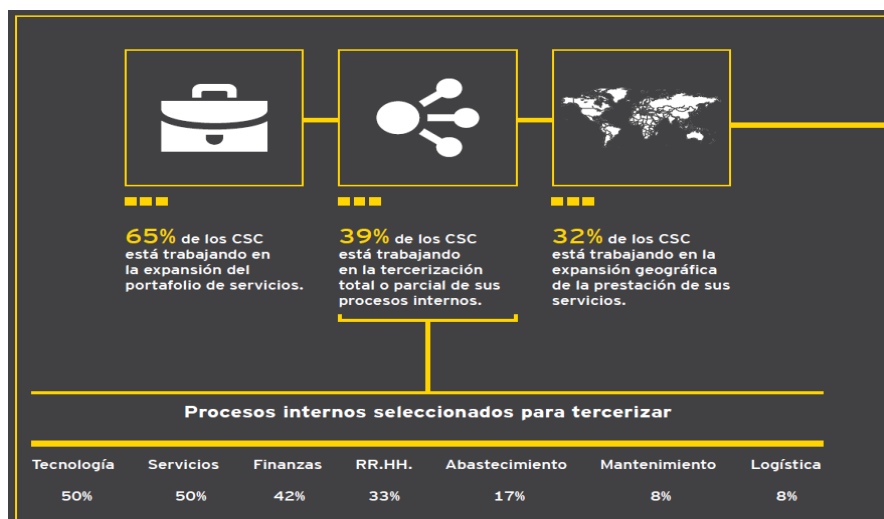 65% de los CSC
está trabajando en
la expansión del
portafolio de servicios.
39% de los CSC
está trabajando
en la tercerización
total o parcial de sus
procesos internos.
32% de los CSC
está trabajando en la
expansión geográfica
de la prestación de sus
servicios.
Procesos internos seleccionados para tercerizar
Tecnología Servicios Finanzas RR.HH. Abastecimiento Mantenimiento Logística
50% 50% 42% 33% 17% 8% 8%